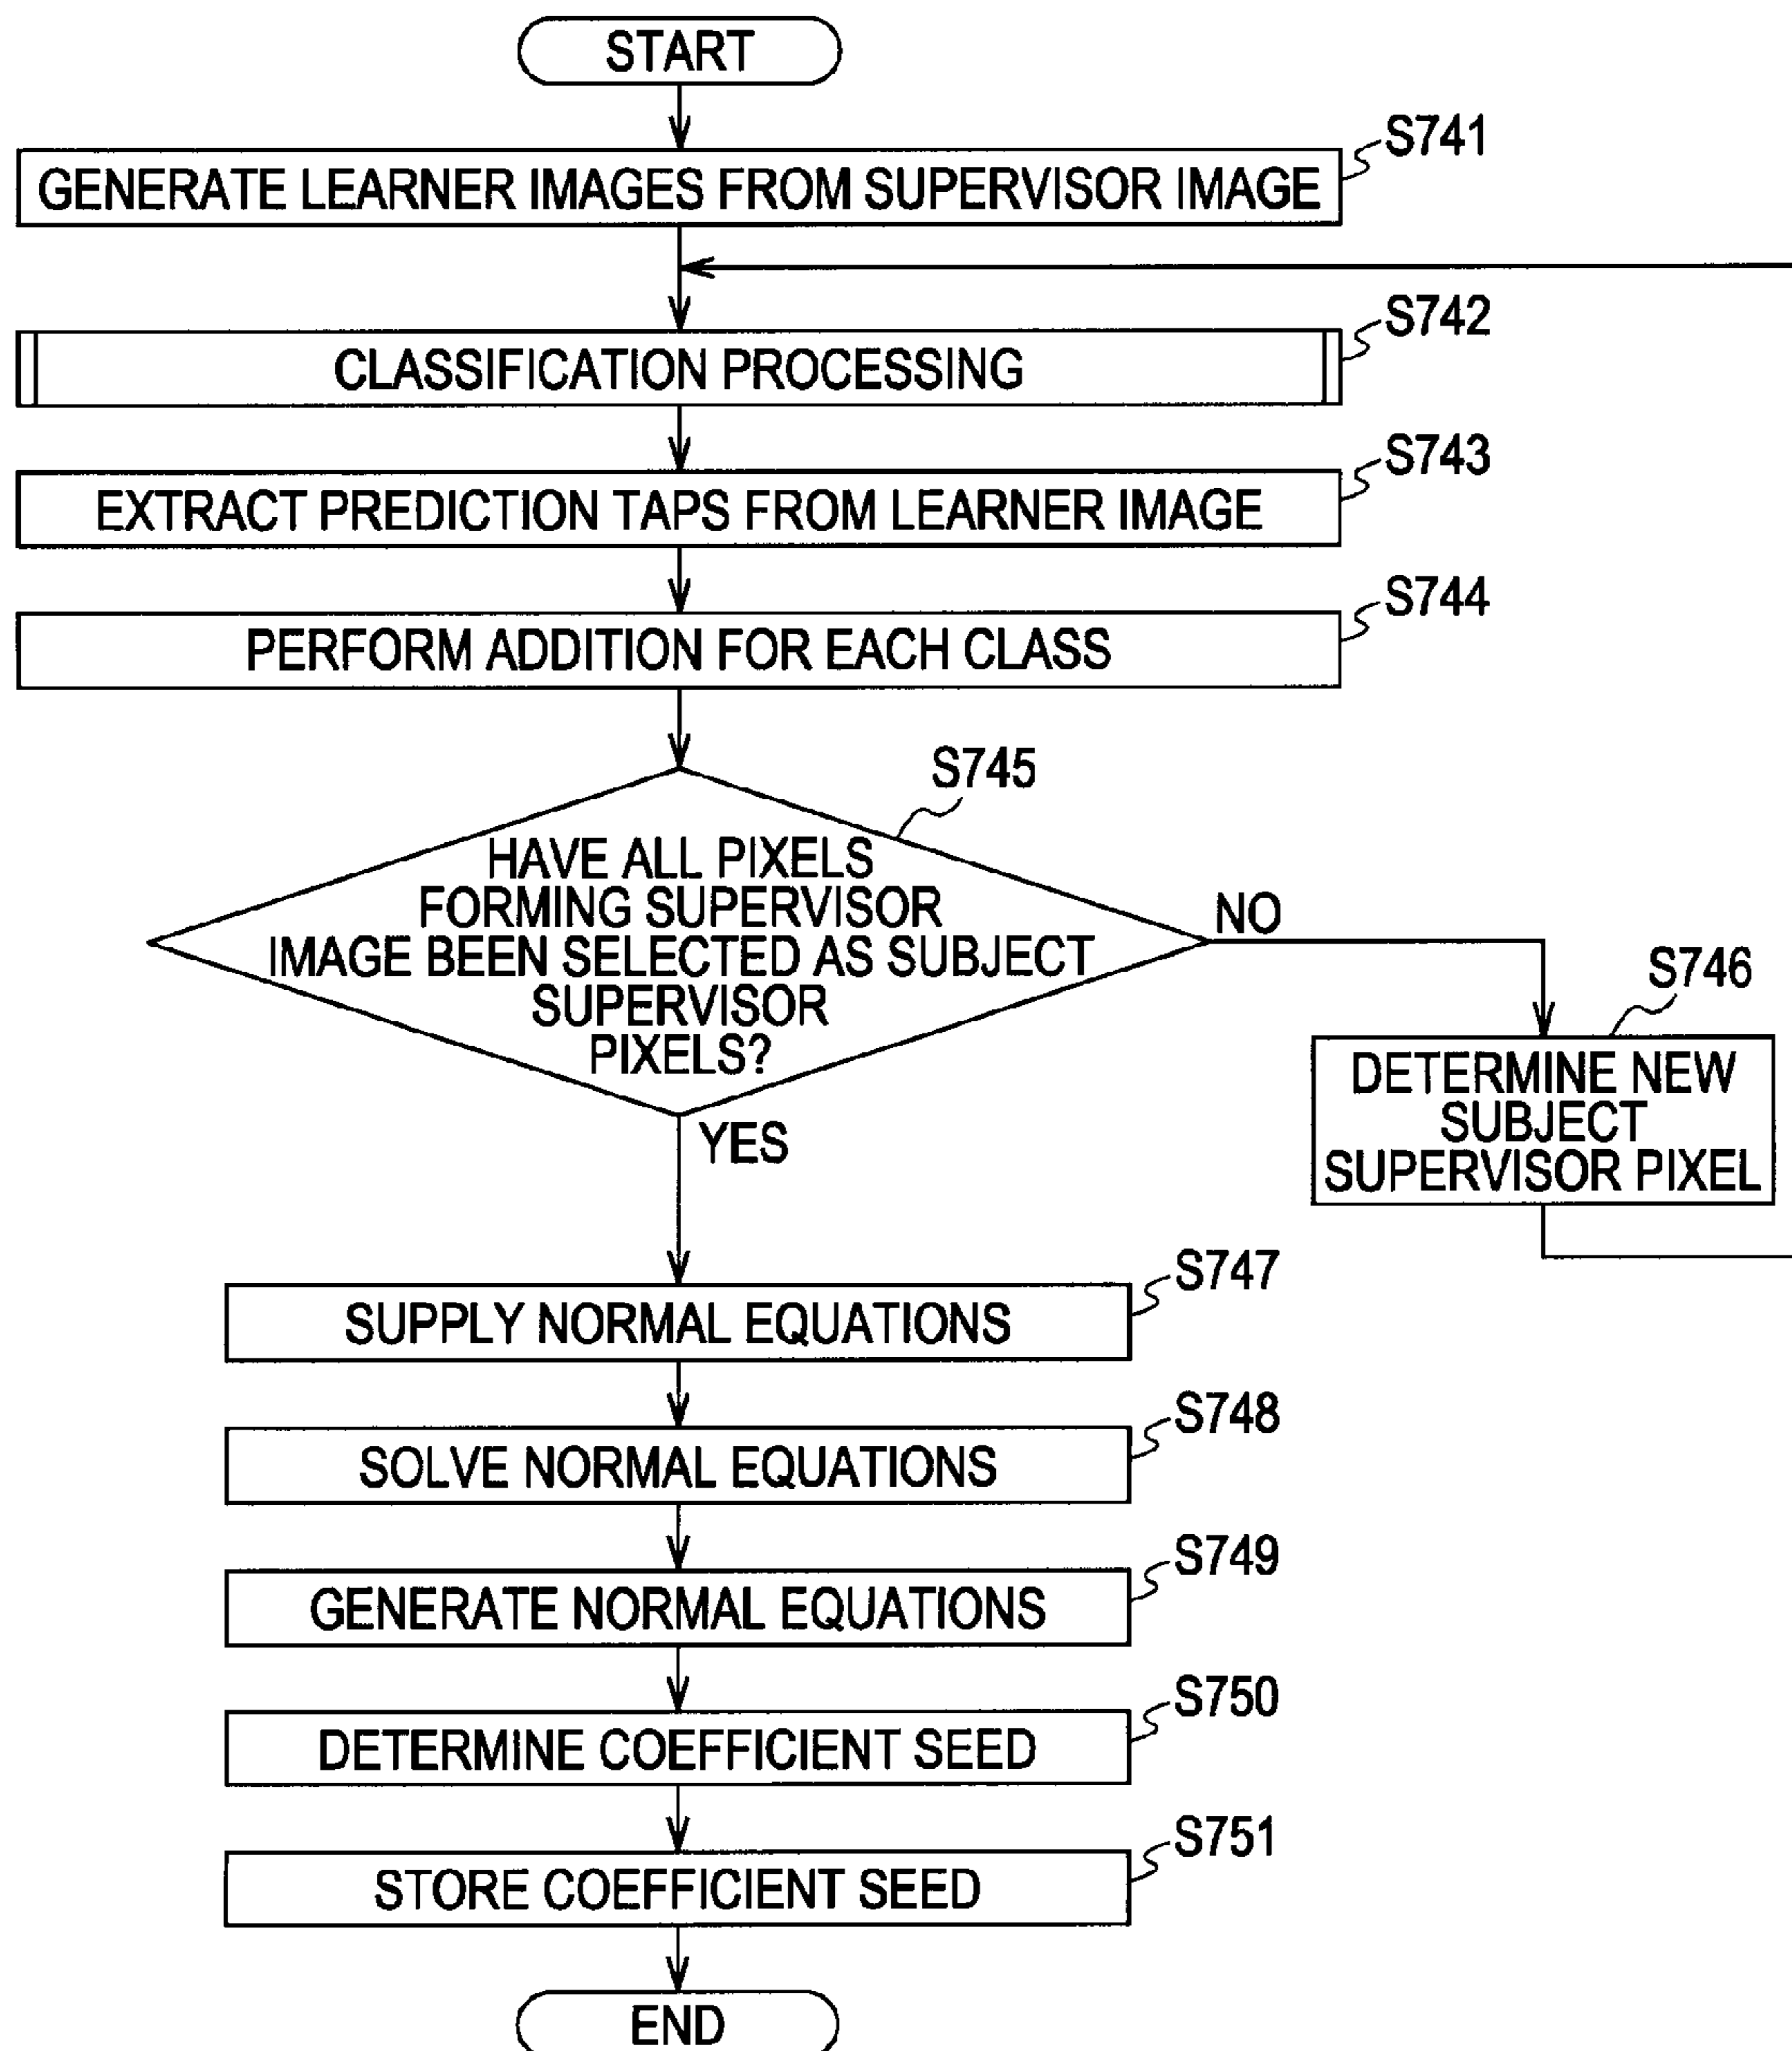 START
S741
GENERATE LEARNER IMAGES FROM SUPERVISOR IMAGE
S742
CLASSIFICATION PROCESSING
S743
EXTRACT PREDICTION TAPS FROM LEARNER IMAGE
S744
PERFORM ADDITION FOR EACH CLASS
S745
HAVE ALL PIXELS
FORMING SUPERVISOR
IMAGE BEEN SELECTED AS SUBJECT
SUPERVISOR
PIXELS?
NO
S746
DETERMINE NEW
SUBJECT
SUPERVISOR PIXEL
YES
S747
SUPPLY NORMAL EQUATIONS
S748
SOLVE NORMAL EQUATIONS
S749
GENERATE NORMAL EQUATIONS
S750
DETERMINE COEFFICIENT SEED
S751
STORE COEFFICIENT SEED
END